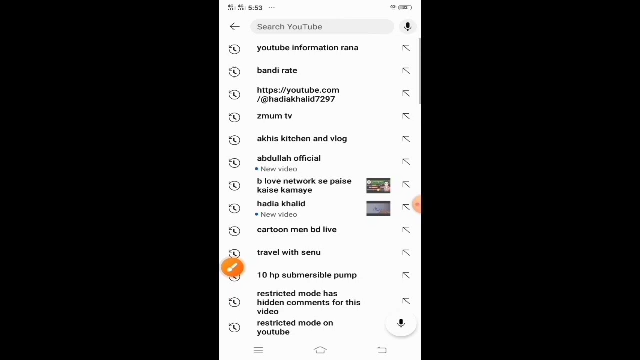 5:53
Search YouTube
youtube information rana
bandi rate
https://youtube.com
/@hadiakhalid7297
zmum tv
akhis kitchen and vlog
abdullah official
New video
b love network se paise
kaise kamaye
hadia khalid
New video
cartoon men bd live
travel with senu
10 hp submersible pump
restricted mode has
hidden comments for this
video
restricted mode on
youtube